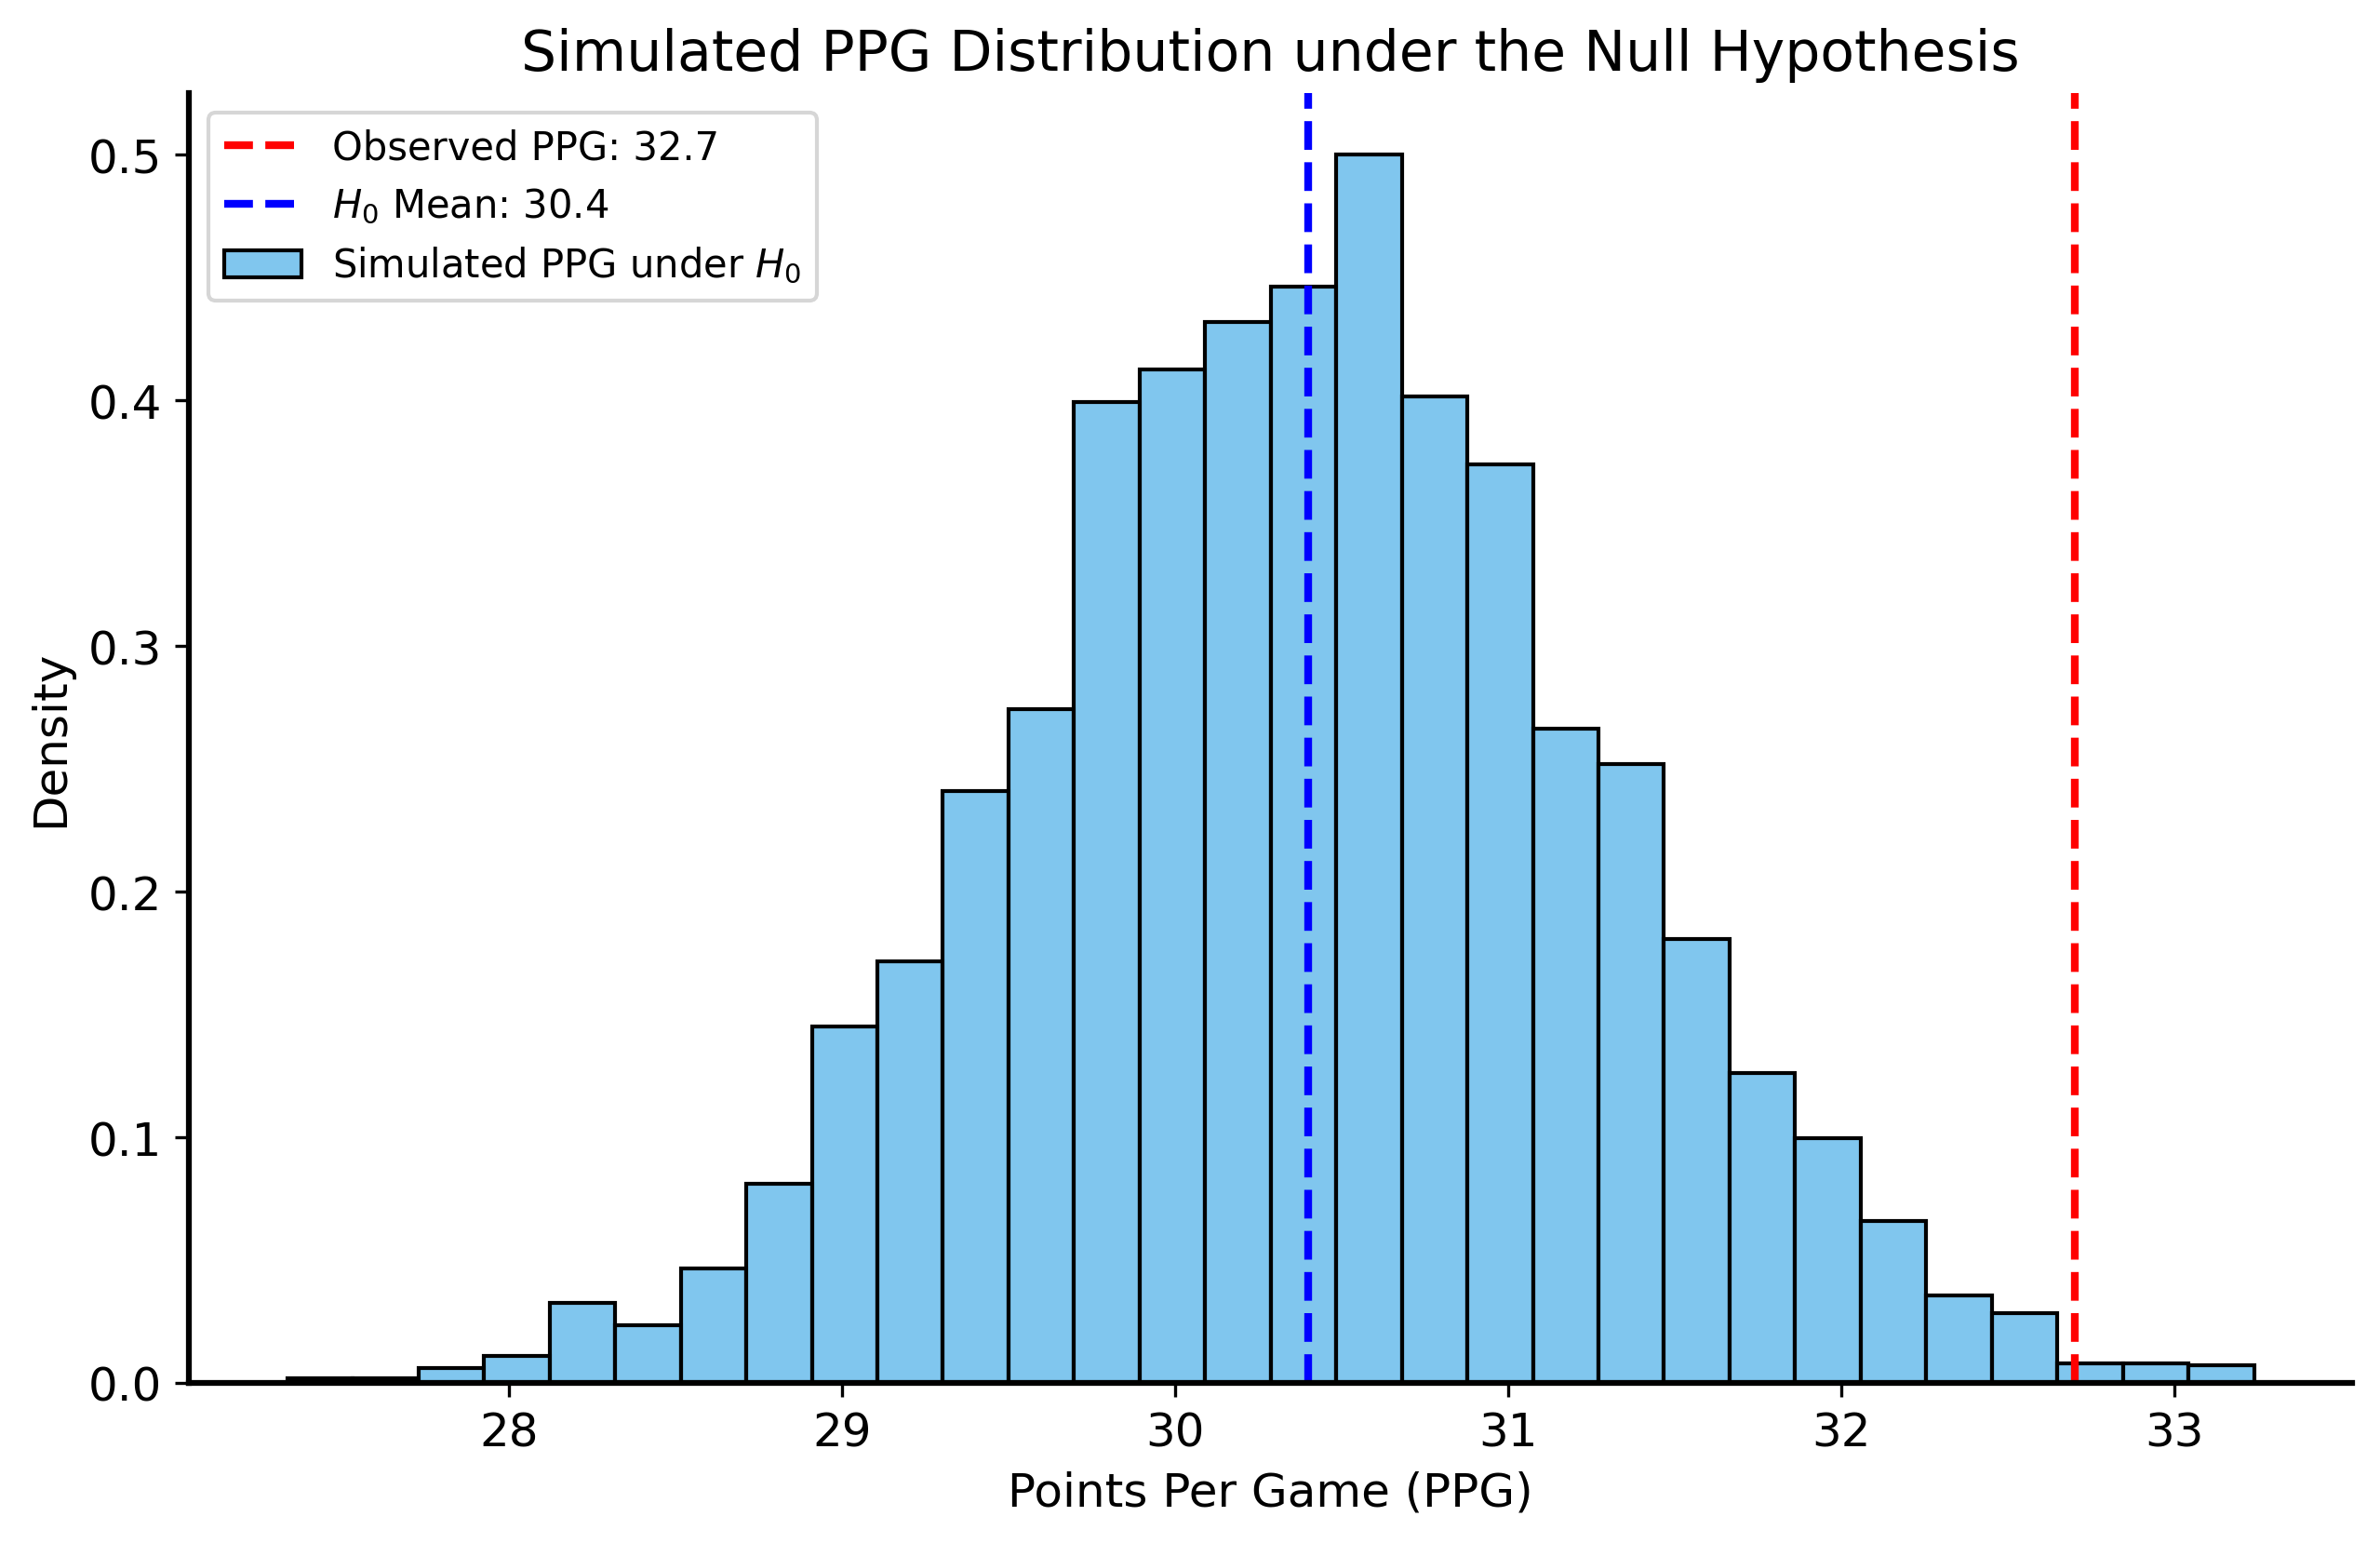 Simulated PPG Distribution under the Null Hypothesis
Observed PPG: 32.7
H₀ Mean: 30.4
Simulated PPG under H₀
Density
0.5
0.4
0.3
0.2
0.1
0.0
28 29 30 31 32 33
Points Per Game (PPG)